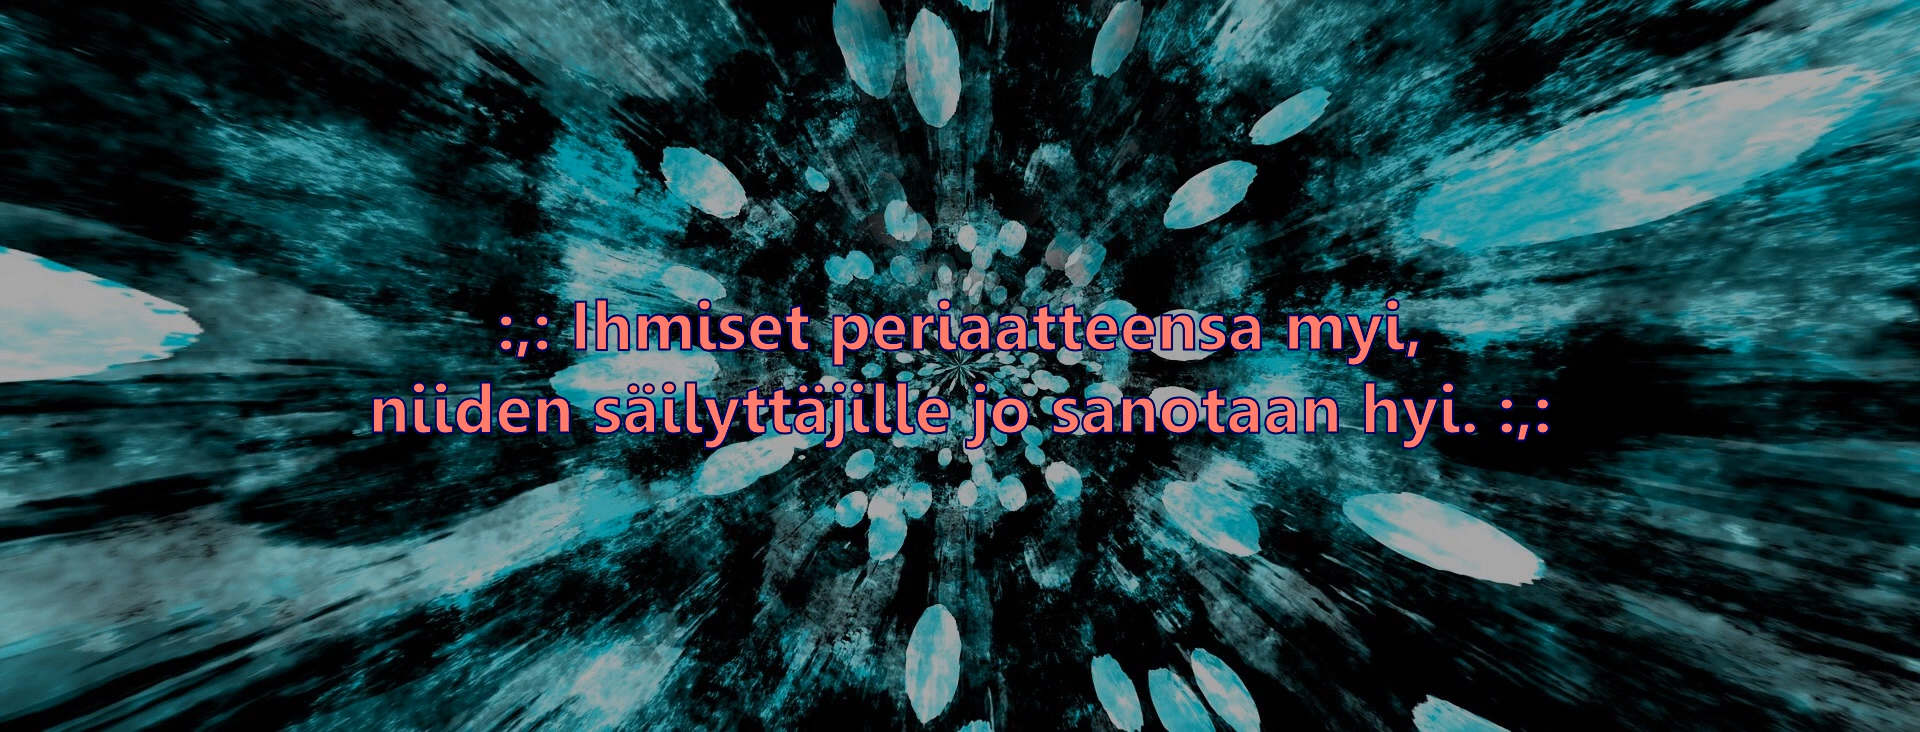 :,: Ihmiset periaatteensa myi,
niiden säilyttäjille jo sanotaan hyi. :,: